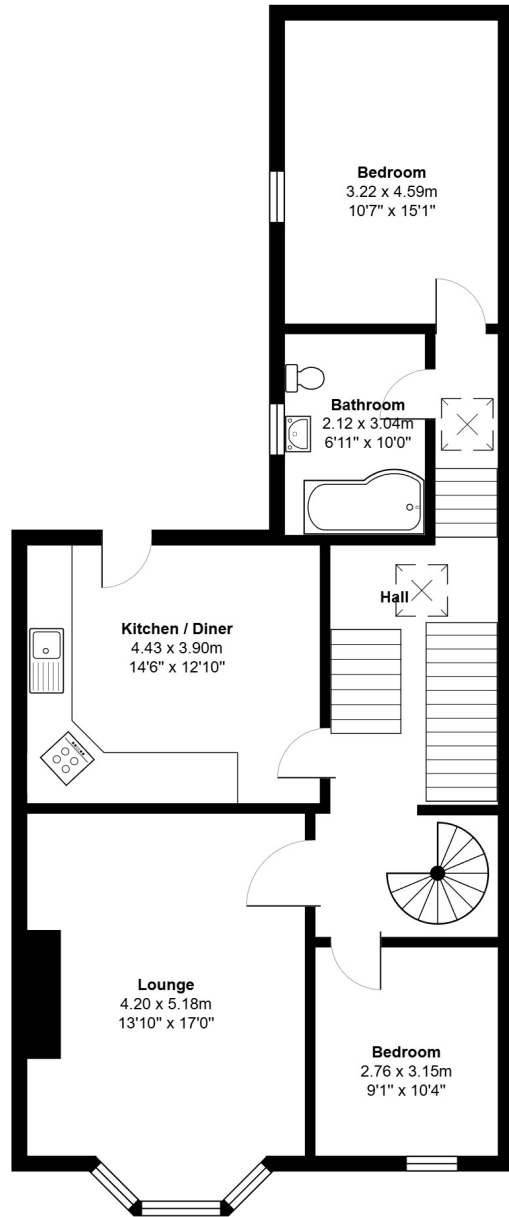 Bedroom
3.22 x 4.59m
10'7" x 15'1"
Bathroom
2.12 x 3.04m
6'11" x 10'0"
Hall
Kitchen / Diner
4.43 x 3.90m
14'6" x 12'10"
Lounge
4.20 x 5.18m
13'10" x 17'0"
Bedroom
2.76 x 3.15m
9'1" x 10'4"